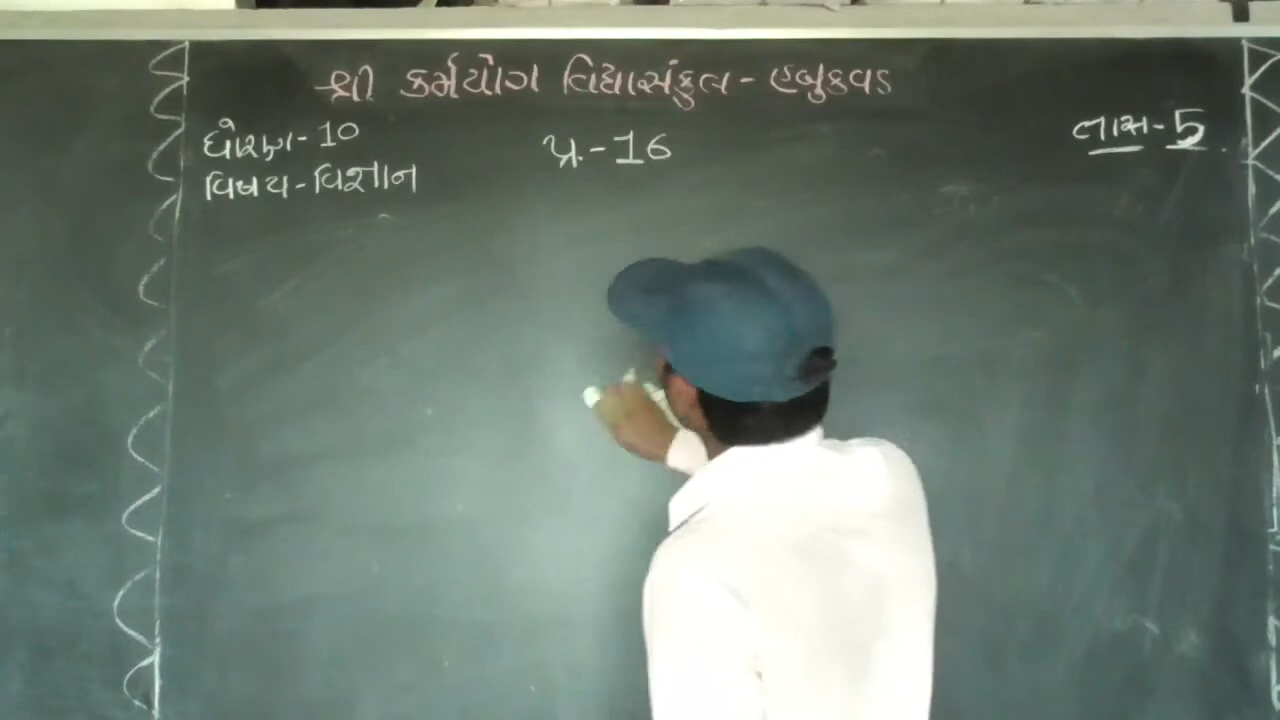 શ્રી કર્મયોગ વિદ્યાસંકુલ - હબુકવડ
ધોરણ - 10
પ્ર. - 16
તાસ - 5
વિષય - વિજ્ઞાન